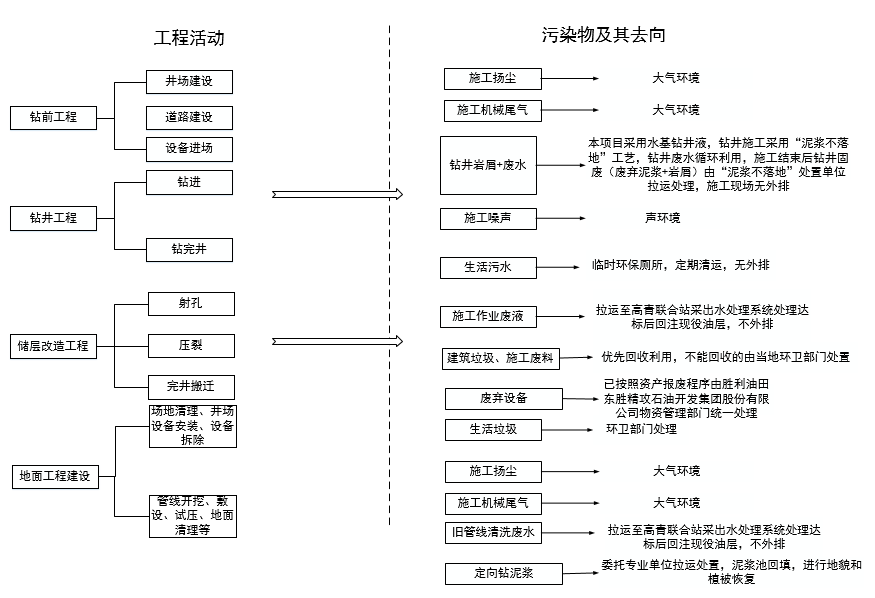 工程活动
污染物及其去向
钻前工程
井场建设
道路建设
设备进场
钻井工程
钻进
钻完井
储层改造工程
射孔
压裂
完井搬迁
地面工程建设
场地清理、井场
设备安装、设备
拆除
管线开挖、敷
设、试压、地面
清理等
施工扬尘
大气环境
施工机械尾气
大气环境
钻井岩屑+废水
本项目采用水基钻井液，钻井施工采用“泥浆不落
地”工艺，钻井废水循环利用，施工结束后钻井固
废（废弃泥浆+岩屑）由“泥浆不落地”处置单位
拉运处理，施工现场无外排
施工噪声
声环境
生活污水
临时环保厕所，定期清运，无外排
施工作业废液
拉运至高青联合站采出水处理系统处理达
标后回注现役油层，不外排
建筑垃圾、施工废料
优先回收利用，不能回收的由当地环卫部门处置
废弃设备
已按照资产报废程序由胜利油田
东胜精攻石油开发集团股份有限
公司物资管理部门统一处理
生活垃圾
环卫部门处理
施工扬尘
大气环境
施工机械尾气
大气环境
旧管线清洗废水
拉运至高青联合站采出水处理系统处理达
标后回注现役油层，不外排
定向钻泥浆
委托专业单位拉运处置，泥浆池回填，进行地貌和
植被恢复